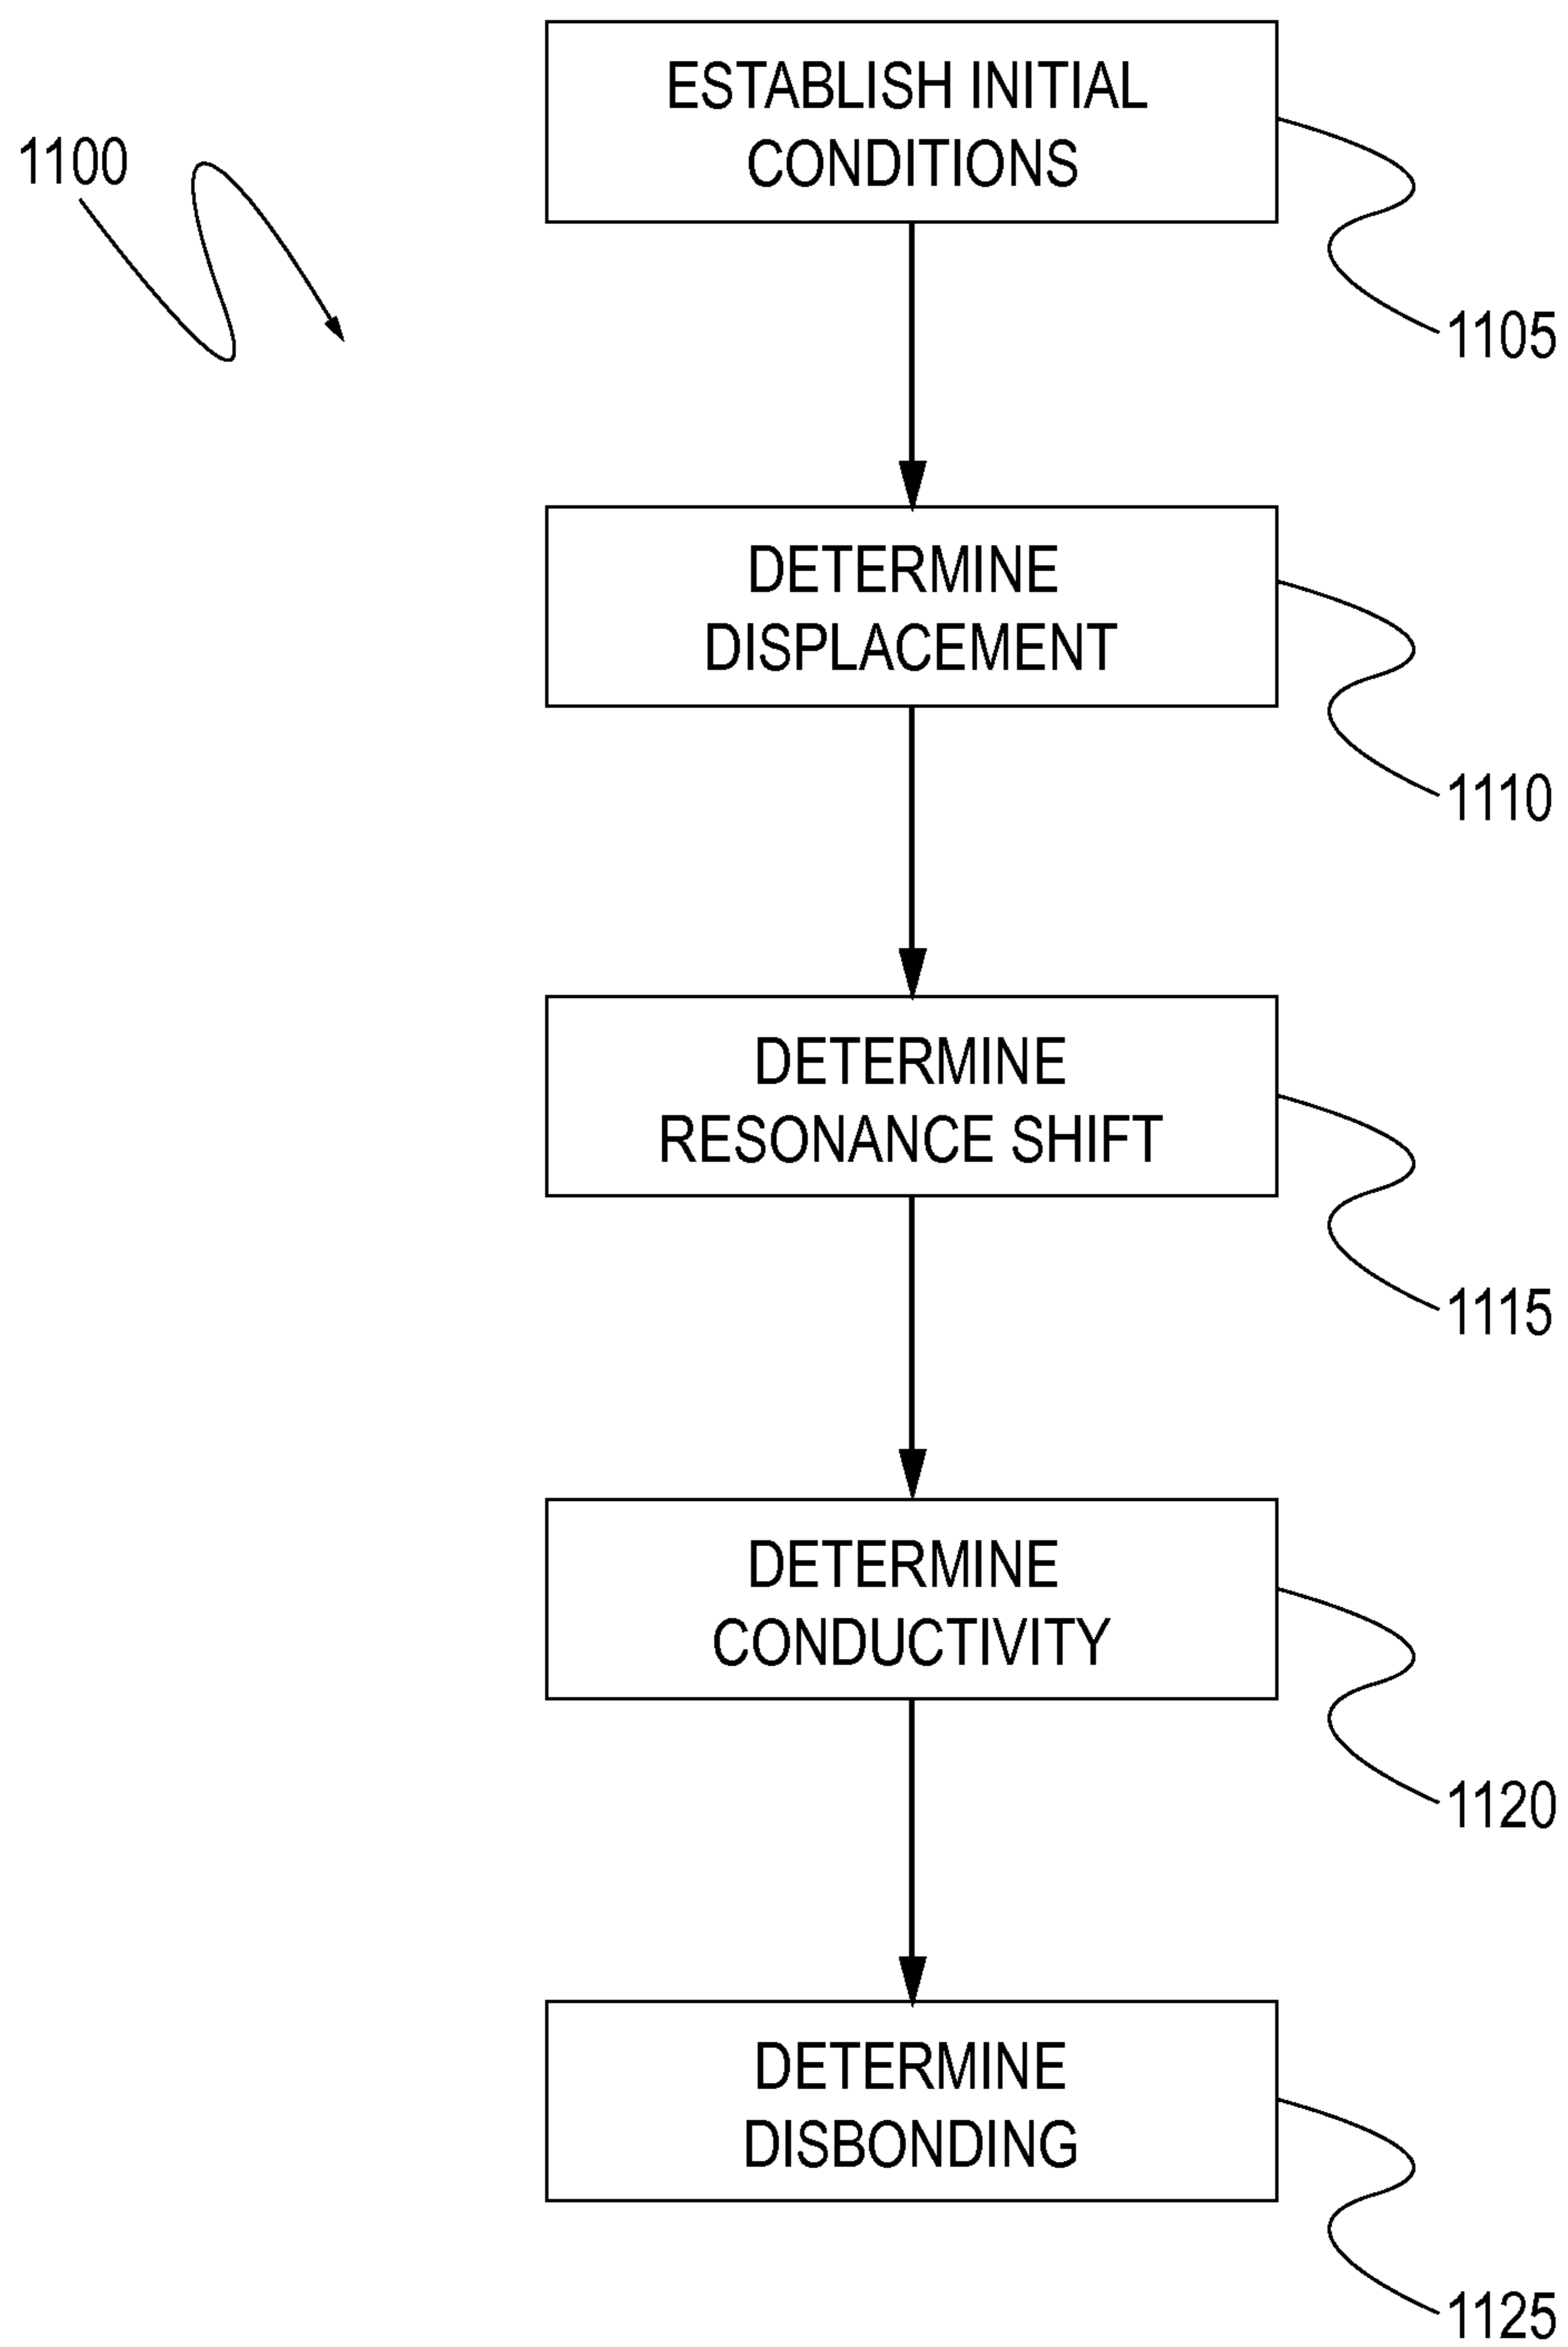 ESTABLISH INITIAL
CONDITIONS
1100
1105
DETERMINE
DISPLACEMENT
1110
DETERMINE
RESONANCE SHIFT
1115
DETERMINE
CONDUCTIVITY
1120
DETERMINE
DISBONDING
1125